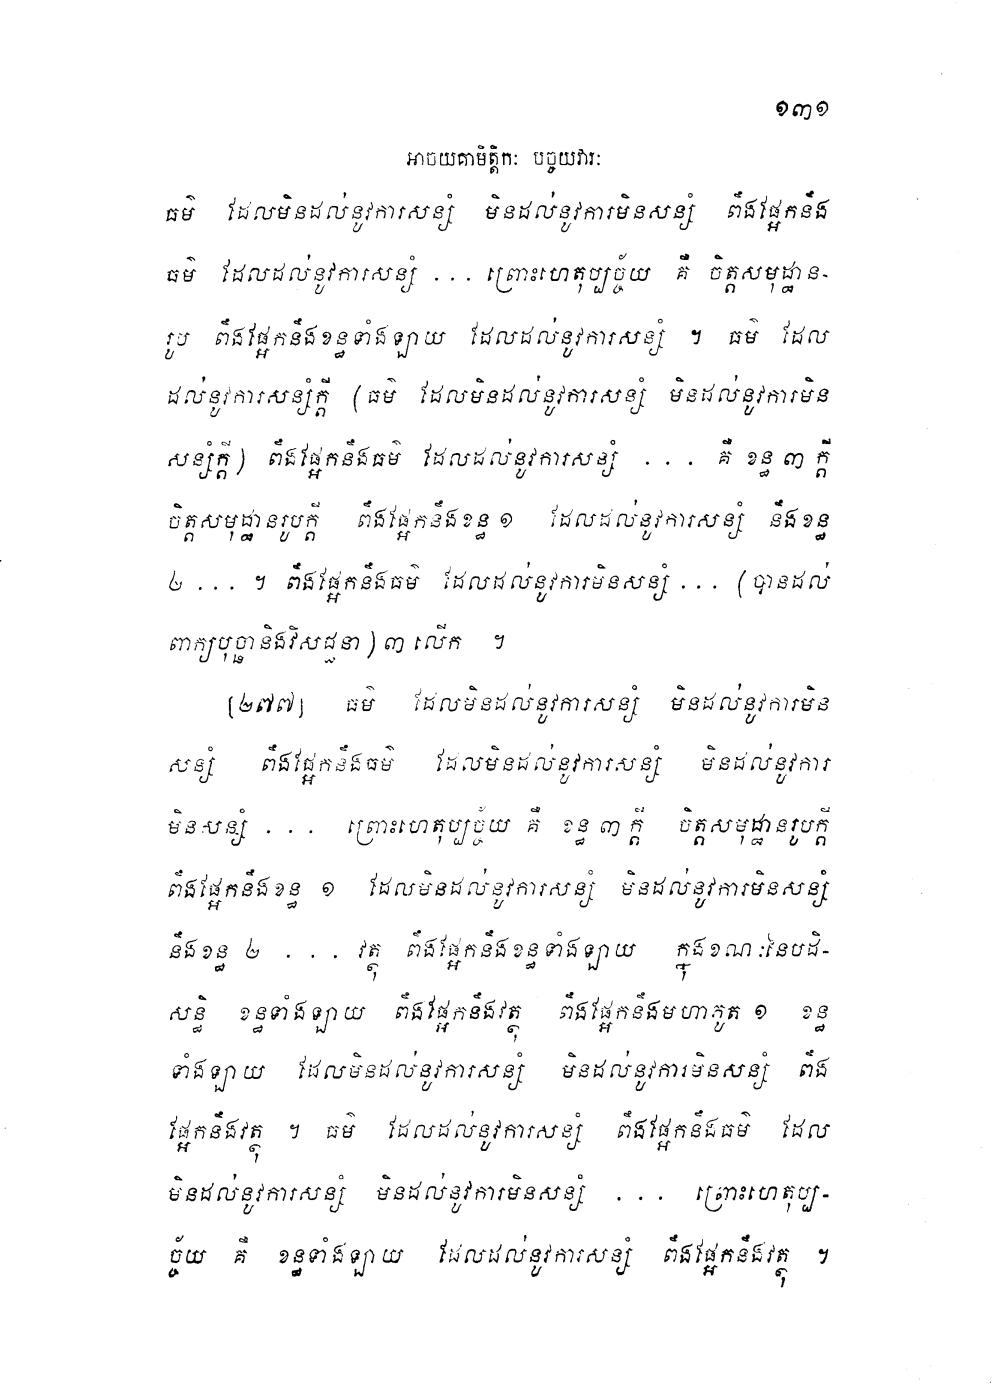 ១៣១
អាចយគាមិត្តិកៈ បច្ចយវារៈ
ធម៌ ដែលមិនដល់នូវការសន្សំ មិនដល់នូវការមិនសន្សំ ពឹងផ្អែកនឹង
ធម៌ ដែលដល់នូវការសន្សំ ... ព្រោះហេតុប្បច្ច័យ គឺ ចិត្តសមុដ្ឋាន-
រូប ពឹងផ្អែកនឹងខន្ធទាំងឡាយ ដែលដល់នូវការសន្សំ ។ ធម៌ ដែល
ដល់នូវការសន្សំក្តី (ធម៌ ដែលមិនដល់នូវការសន្សំ មិនដល់នូវការមិន
សន្សំក្តី) ពឹងផ្អែកនឹងធម៌ ដែលដល់នូវការសន្សំ ... គឺ ខន្ធ ៣ ក្តី
ចិត្តសមុដ្ឋានរូបក្តី ពឹងផ្អែកនឹងខន្ធ ១ ដែលដល់នូវការសន្សំ នឹងខន្ធ
២ ... ។ ពឹងផ្អែកនឹងធម៌ ដែលដល់នូវការមិនសន្សំ ... (បានដល់
ពាក្យបុច្ឆានិងវិសជ្ជនា) ៣ លើក ។
[២៧៧] ធម៌ ដែលមិនដល់នូវការសន្សំ មិនដល់នូវការមិន
សន្សំ ពឹងផ្អែកនឹងធម៌ ដែលមិនដល់នូវការសន្សំ មិនដល់នូវការ
មិនសន្សំ ... ព្រោះហេតុប្បច្ច័យ គឺ ខន្ធ ៣ ក្តី ចិត្តសមុដ្ឋានរូបក្តី
ពឹងផ្អែកនឹងខន្ធ ១ ដែលមិនដល់នូវការសន្សំ មិនដល់នូវការមិនសន្សំ
នឹងខន្ធ ២ ... វត្ថុ ពឹងផ្អែកនឹងខន្ធទាំងឡាយ ក្នុងខណៈនៃបដិ-
សន្ធិ ខន្ធទាំងឡាយ ពឹងផ្អែកនឹងវត្ថុ ពឹងផ្អែកនឹងមហាភូត ១ ខន្ធ
ទាំងឡាយ ដែលមិនដល់នូវការសន្សំ មិនដល់នូវការមិនសន្សំ ពឹង
ផ្អែកនឹងវត្ថុ ។ ធម៌ ដែលដល់នូវការសន្សំ ពឹងផ្អែកនឹងធម៌ ដែល
មិនដល់នូវការសន្សំ មិនដល់នូវការមិនសន្សំ ... ព្រោះហេតុប្ប-
ច្ច័យ គឺ ខន្ធទាំងឡាយ ដែលដល់នូវការសន្សំ ពឹងផ្អែកនឹងវត្ថុ ។